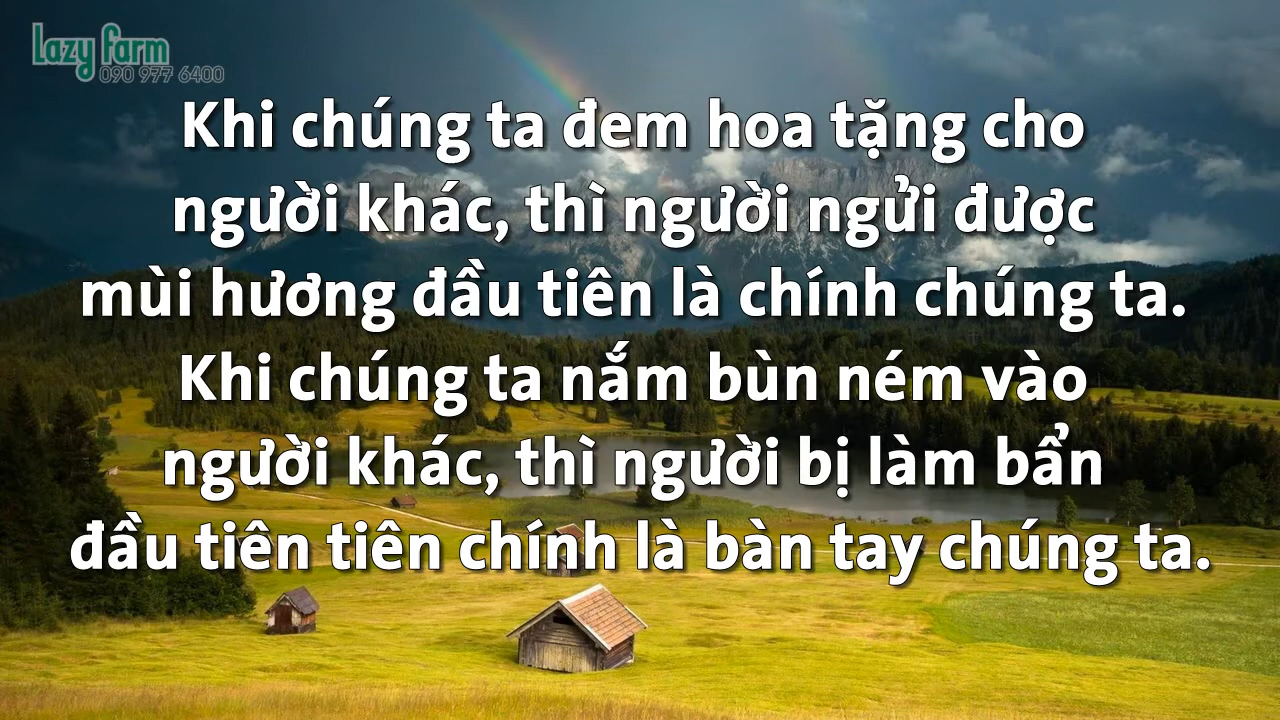 lazy farm
090 977 6400
Khi chúng ta đem hoa tặng cho
người khác, thì người ngửi được
mùi hương đầu tiên là chính chúng ta.
Khi chúng ta nắm bùn ném vào
người khác, thì người bị làm bẩn
đầu tiên tiên chính là bàn tay chúng ta.